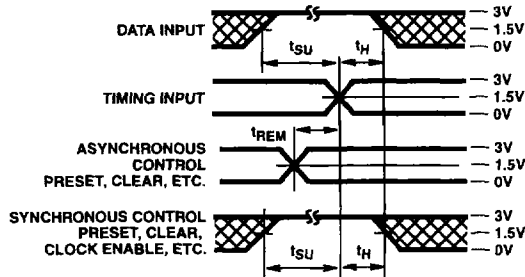 DATA INPUT
3V
1.5V
0V
tSU
tH
TIMING INPUT
3V
1.5V
0V
tREM
ASYNCHRONOUS
CONTROL
PRESET, CLEAR, ETC.
3V
1.5V
0V
SYNCHRONOUS CONTROL
PRESET, CLEAR,
CLOCK ENABLE, ETC.
3V
1.5V
0V
tSU
tH